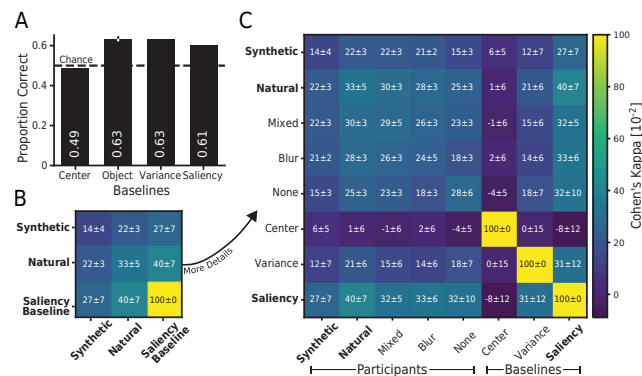 A
Proportion Correct
0.6
0.4
0.2
0
Chance
0.49
0.63
0.63
0.61
Center Object Variance Saliency
Baselines
B
Synthetic 14±4 22±3 27±7
Natural 22±3 33±5 40±7
Saliency Baseline 27±7 40±7 100±0
Synthetic Natural Saliency Baseline
More Details
C
Synthetic 14±4 22±3 22±3 21±2 15±3 6±5 12±7 27±7
Natural 22±3 33±5 30±3 28±3 25±3 1±6 21±6 40±7
Mixed 22±3 30±3 29±5 26±3 23±3 -1±6 15±6 32±5
Blur 21±2 28±3 26±3 24±5 18±3 2±6 14±6 33±6
None 15±3 25±3 23±3 18±3 28±6 -4±5 18±7 32±10
Center 6±5 1±6 -1±6 2±6 -4±5 100±0 0±15 -8±12
Variance 12±7 21±6 15±6 14±6 18±7 0±15 100±0 31±12
Saliency 27±7 40±7 32±5 33±6 32±10 -8±12 31±12 100±0
Synthetic Natural Mixed Blur None Center Variance Saliency
Participants Baselines
100
80
60
40
20
0
Cohen's Kappa [10⁻²]